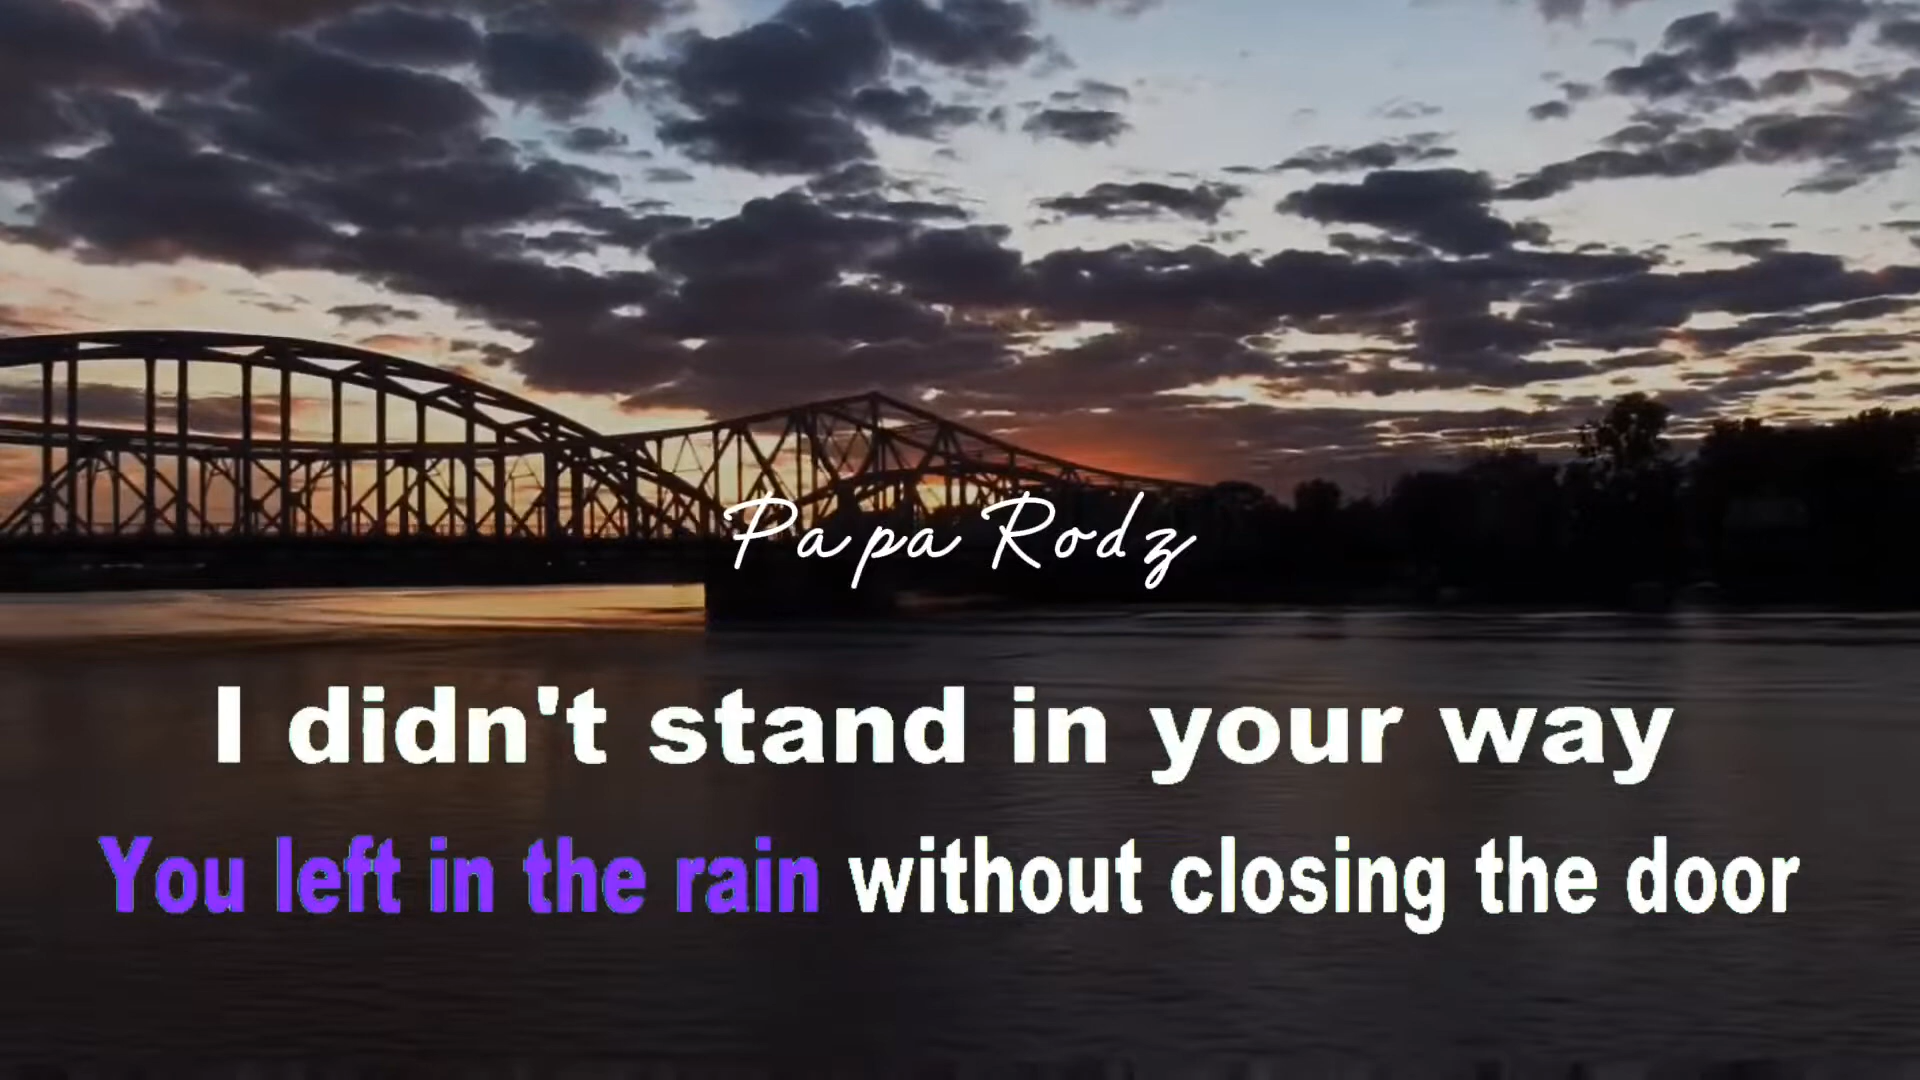 Papa Rodz
I didn't stand in your way
You left in the rain without closing the door